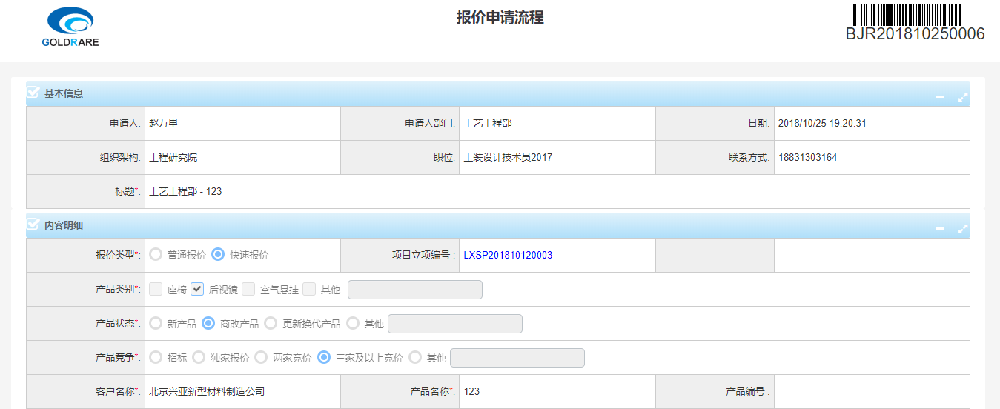 GOLDRARE
报价申请流程
BJR201810250006
基本信息
申请人: 赵万里 申请人部门: 工艺工程部 日期: 2018/10/25 19:20:31
组织架构: 工程研究院 职位: 工装设计技术员2017 联系方式: 18831303164
标题*: 工艺工程部 - 123
内容明细
报价类型*: 普通报价 快速报价 项目立项编号 : LXSP201810120003
产品类别*: 座椅 后视镜 空气悬挂 其他
产品状态*: 新产品 商改产品 更新换代产品 其他
产品竞争*: 招标 独家报价 两家竞价 三家及以上竞价 其他
客户名称*: 北京兴亚新型材料制造公司 产品名称*: 123 产品编号 :